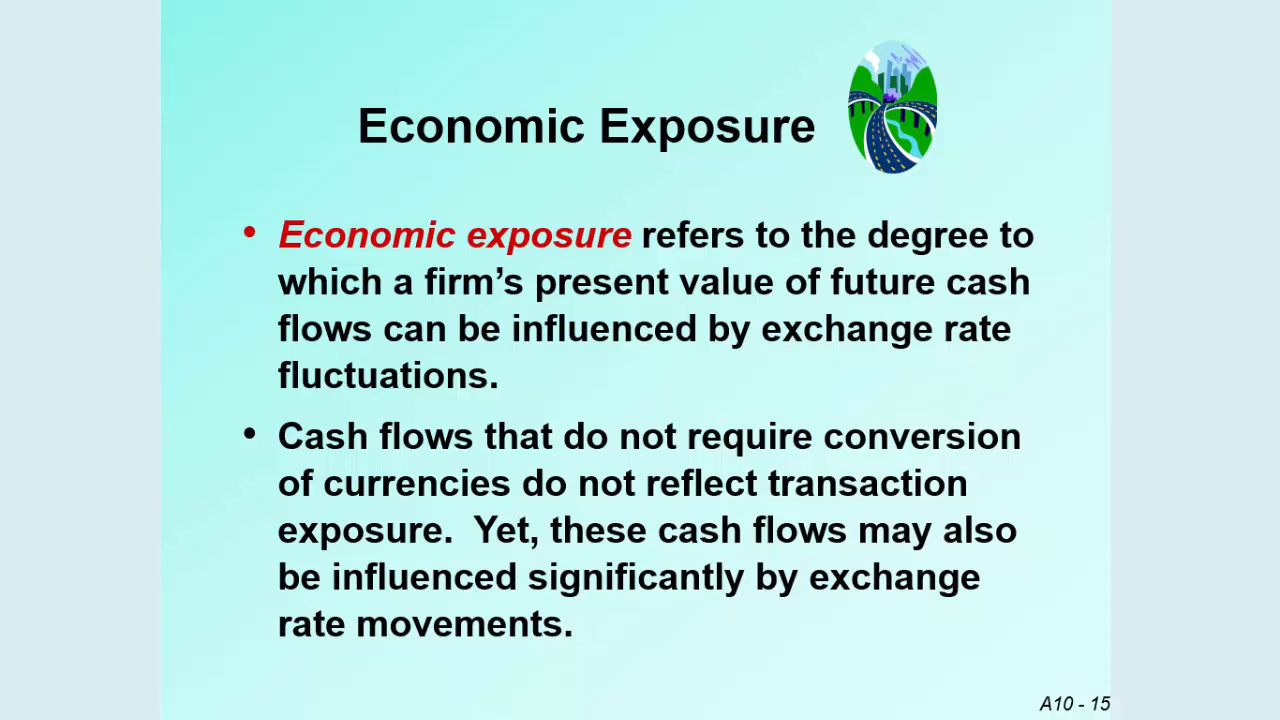 Economic Exposure
• Economic exposure refers to the degree to
which a firm’s present value of future cash
flows can be influenced by exchange rate
fluctuations.
• Cash flows that do not require conversion
of currencies do not reflect transaction
exposure.  Yet, these cash flows may also
be influenced significantly by exchange
rate movements.
A10 - 15